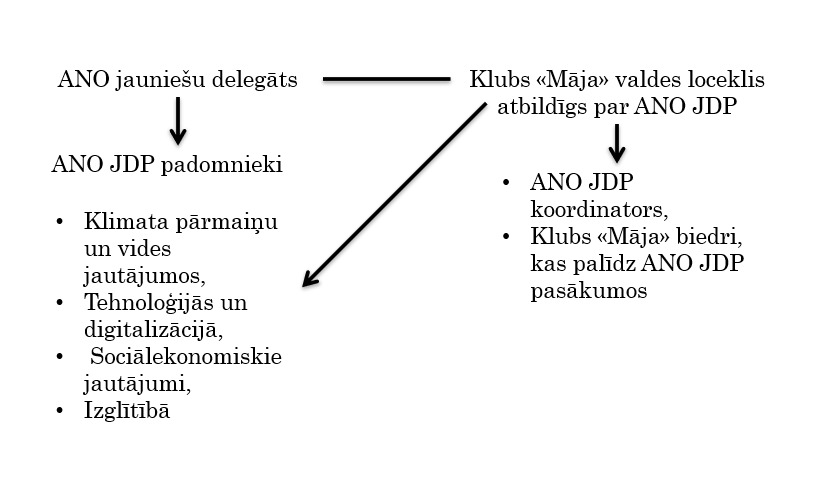 ANO jauniešu delegāts
ANO JDP padomnieki
• Klimata pārmaiņu
un vides
jautājumos,
• Tehnoloģijās un
digitalizācijā,
• Sociālekonomiskie
jautājumi,
• Izglītībā
Klubs «Māja» valdes loceklis
atbildīgs par ANO JDP
• ANO JDP
koordinators,
• Klubs «Māja» biedri,
kas palīdz ANO JDP
pasākumos